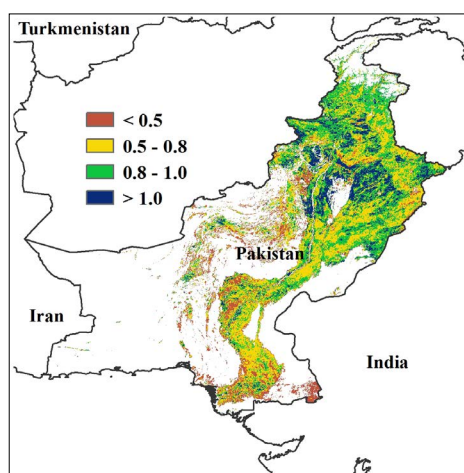 Turkmenistan
< 0.5
0.5 - 0.8
0.8 - 1.0
> 1.0
Pakistan
Iran
India